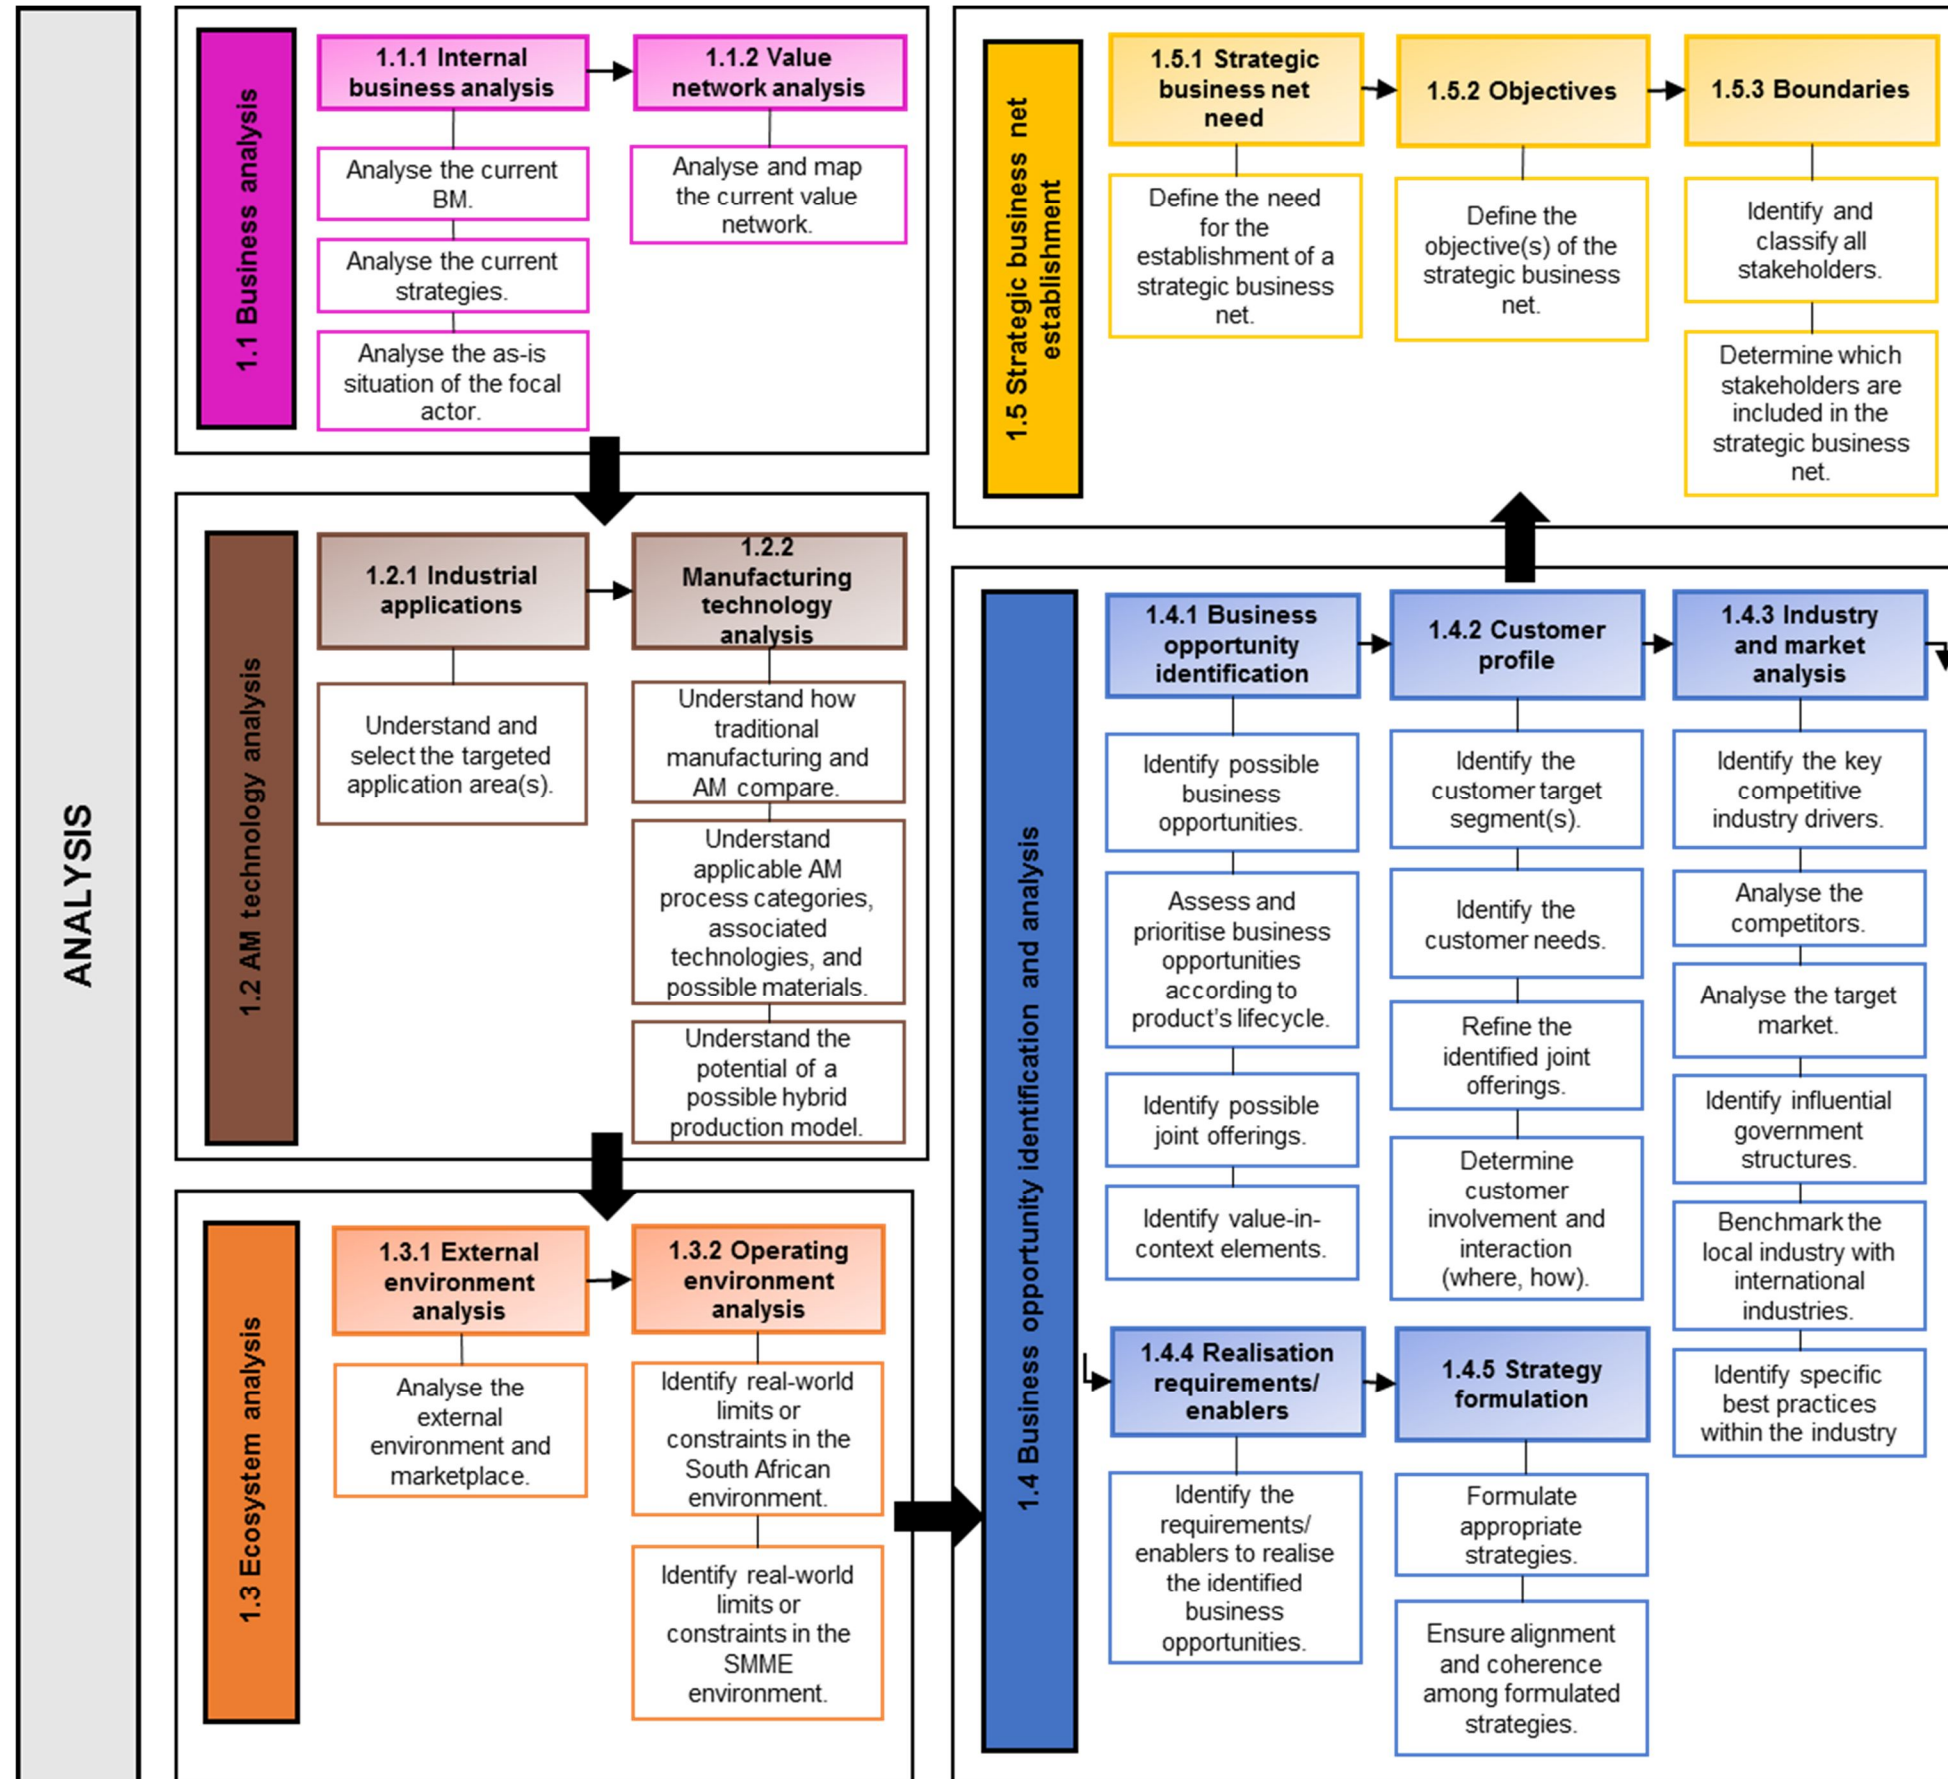 ANALYSIS
1.1 Business analysis
1.1.1 Internal
business analysis
1.1.2 Value
network analysis
Analyse the current
BM.
Analyse the current
strategies.
Analyse the as-is
situation of the focal
actor.
Analyse and map
the current value
network.
1.2 AM technology analysis
1.2.1 Industrial
applications
1.2.2
Manufacturing
technology
analysis
Understand and
select the targeted
application area(s).
Understand how
traditional
manufacturing and
AM compare.
Understand
applicable AM
process categories,
associated
technologies, and
possible materials.
Understand the
potential of a
possible hybrid
production model.
1.3 Ecosystem analysis
1.3.1 External
environment
analysis
1.3.2 Operating
environment
analysis
Analyse the
external
environment and
marketplace.
Identify real-world
limits or
constraints in the
South African
environment.
Identify real-world
limits or
constraints in the
SMME
environment.
1.4 Business opportunity identification and analysis
1.4.1 Business
opportunity
identification
Identify possible
business
opportunities.
Assess and
prioritise business
opportunities
according to
product's lifecycle.
Identify possible
joint offerings.
Identify value-in-
context elements.
1.4.2 Customer
profile
Identify the
customer target
segment(s).
Identify the
customer needs.
Refine the
identified joint
offerings.
Determine
customer
involvement and
interaction
(where, how).
1.4.3 Industry
and market
analysis
Identify the key
competitive
industry drivers.
Analyse the
competitors.
Analyse the target
market.
Identify influential
government
structures.
Benchmark the
local industry with
international
industries.
Identify specific
best practices
within the industry
1.4.4 Realisation
requirements/
enablers
Identify the
requirements/
enablers to realise
the identified
business
opportunities.
1.4.5 Strategy
formulation
Formulate
appropriate
strategies.
Ensure alignment
and coherence
among formulated
strategies.
1.5 Strategic business net
establishment
1.5.1 Strategic
business net
need
Define the need
for the
establishment of a
strategic business
net.
1.5.2 Objectives
Define the
objective(s) of the
strategic business
net.
1.5.3 Boundaries
Identify and
classify all
stakeholders.
Determine which
stakeholders are
included in the
strategic business
net.